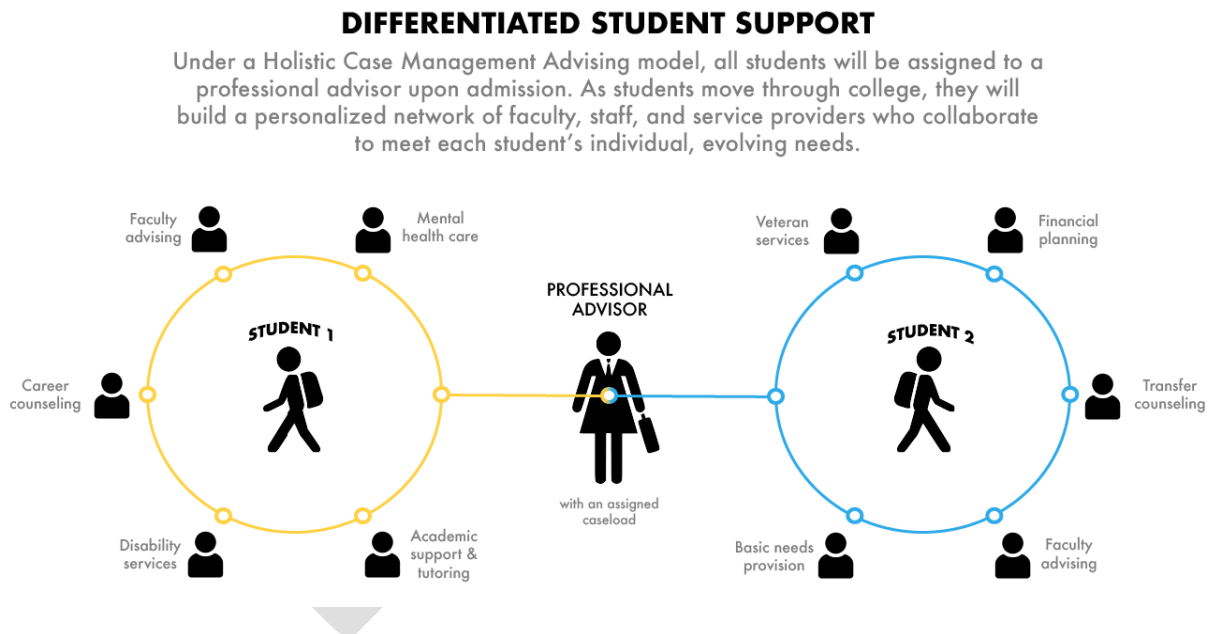 DIFFERENTIATED STUDENT SUPPORT
Under a Holistic Case Management Advising model, all students will be assigned to a
professional advisor upon admission. As students move through college, they will
build a personalized network of faculty, staff, and service providers who collaborate
to meet each student's individual, evolving needs.
Faculty
advising
Mental
health care
STUDENT 1
Career
counseling
Disability
services
Academic
support &
tutoring
PROFESSIONAL
ADVISOR
with an assigned
caseload
Veteran
services
Financial
planning
STUDENT 2
Transfer
counseling
Basic needs
provision
Faculty
advising